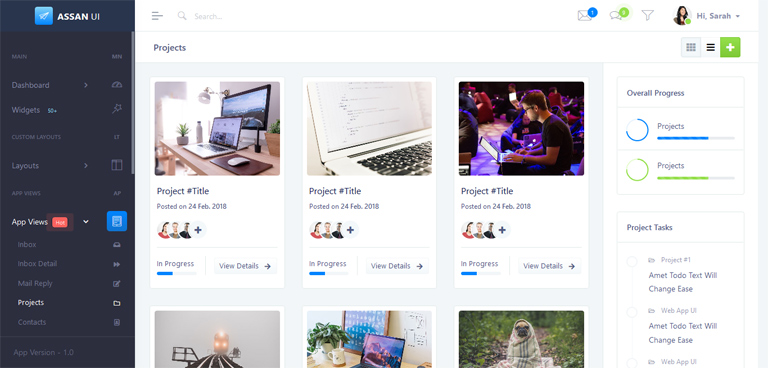 ASSAN UI
MAIN
MN
Dashboard
Widgets 50+
CUSTOM LAYOUTS
ST
Layouts
APP VIEWS
AP
App Views Hot
Inbox
Inbox Detail
Mail Reply
Projects
Contacts
App Version - 1.0
Search...
1
Hi, Sarah
Projects
Project #Title
Posted on 24 Feb, 2018
In Progress
View Details
Project #Title
Posted on 24 Feb, 2018
In Progress
View Details
Project #Title
Posted on 24 Feb, 2018
In Progress
View Details
Overall Progress
Projects
Projects
Project Tasks
Project #1
Amet Todo Text Will
Change Ease
Web App UI
Amet Todo Text Will
Change Ease
Web App UI